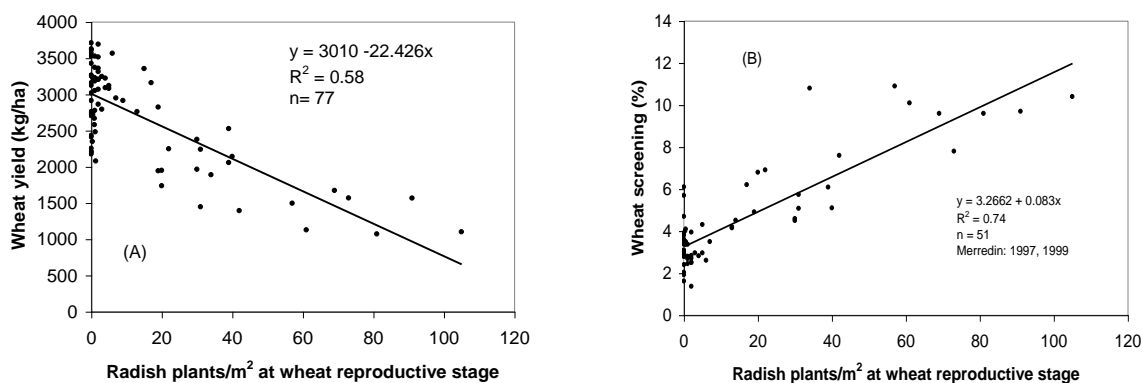 4000
3500
3000
2500
2000
1500
1000
500
0
Wheat yield (kg/ha)
y = 3010 -22.426x
R² = 0.58
n= 77
(A)
0 20 40 60 80 100 120
Radish plants/m² at wheat reproductive stage
14
12
10
8
6
4
2
0
Wheat screening (%)
(B)
y = 3.2662 + 0.083x
R² = 0.74
n = 51
Merredin: 1997, 1999
0 20 40 60 80 100 120
Radish plants/m² at wheat reproductive stage